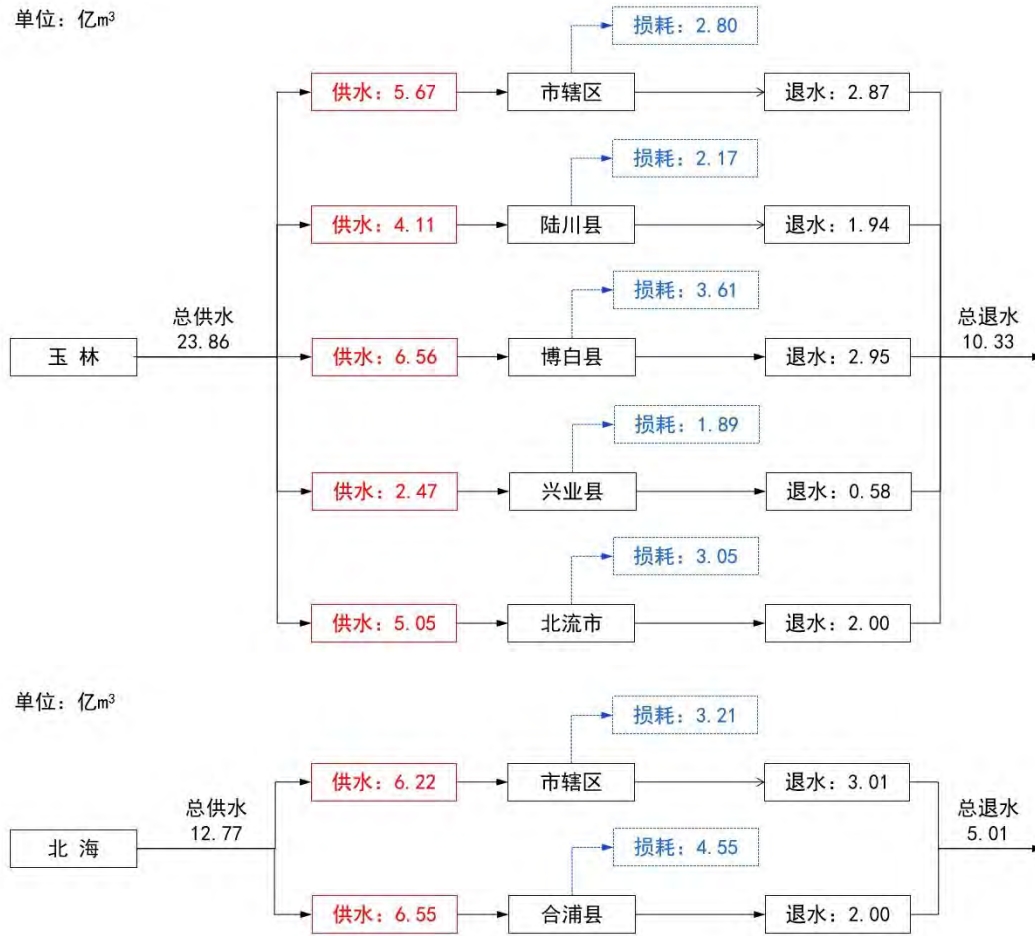 单位：亿m³
损耗：2.80
供水：5.67
市辖区
退水：2.87
损耗：2.17
供水：4.11
陆川县
退水：1.94
损耗：3.61
玉 林
总供水
23.86
供水：6.56
博白县
退水：2.95
总退水
10.33
损耗：1.89
供水：2.47
兴业县
退水：0.58
损耗：3.05
供水：5.05
北流市
退水：2.00
单位：亿m³
损耗：3.21
供水：6.22
市辖区
退水：3.01
北 海
总供水
12.77
总退水
5.01
损耗：4.55
供水：6.55
合浦县
退水：2.00